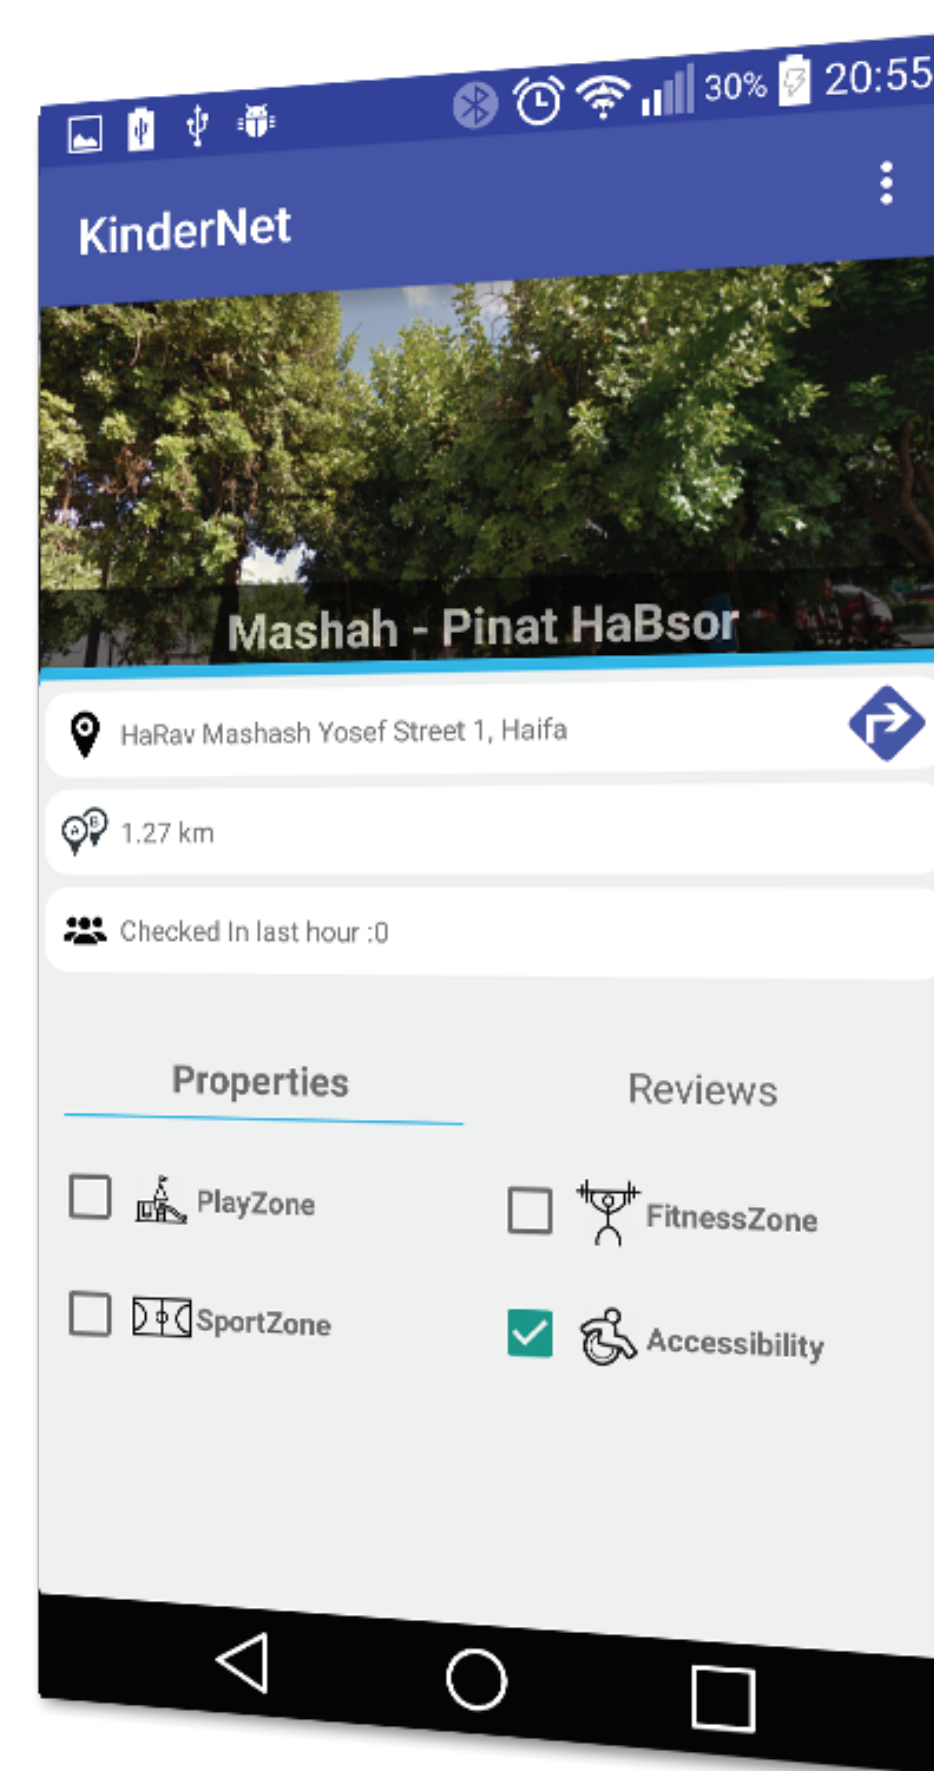 30% 20:55
KinderNet
Mashah - Pinat HaBsor
HaRav Mashash Yosef Street 1, Haifa
A B
1.27 km
Checked In last hour :0
Properties
Reviews
PlayZone
FitnessZone
SportZone
Accessibility